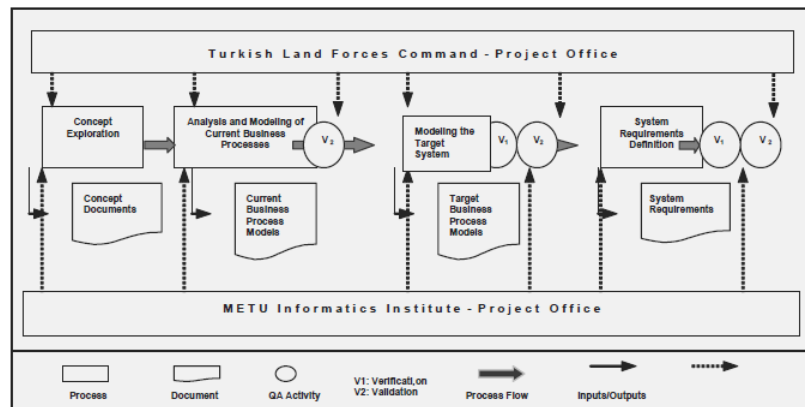 Turkish Land Forces Command - Project Office
Concept
Exploration
Analysis and Modeling of
Current Business
Processes
V2
Modeling the
Target
System
V1
V2
System
Requirements
Definition
V1
V2
Concept
Documents
Current
Business
Process
Models
Target
Business
Process
Models
System
Requirements
METU Informatics Institute - Project Office
Process
Document
QA Activity
V1: Verificati,on
V2: Validation
Process Flow
Inputs/Outputs